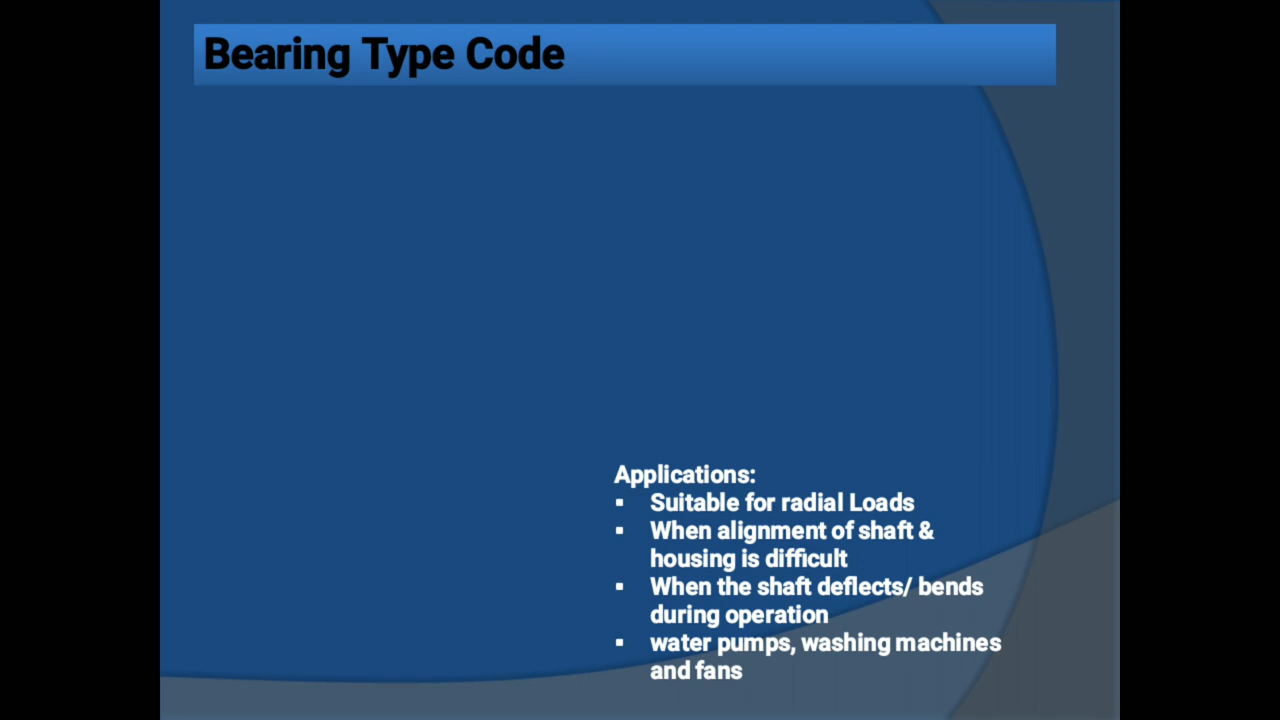 Bearing Type Code
Applications:
▪ Suitable for radial Loads
▪ When alignment of shaft &
housing is difficult
▪ When the shaft deflects/ bends
during operation
▪ water pumps, washing machines
and fans